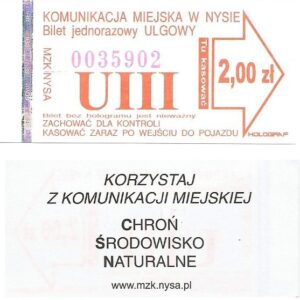 KOMUNIKACJA MIEJSKA W NYSIE
Bilet jednorazowy ULGOWY
MZK NYSA
0035902
UIII
Tu kasować
2,00 zł
Bilet bez hologramu jest nieważny
ZACHOWAĆ DLA KONTROLI
KASOWAĆ ZARAZ PO WEJŚCIU DO POJAZDU
HOLOGRAF
KORZYSTAJ
Z KOMUNIKACJI MIEJSKIEJ
CHROŃ
ŚRODOWISKO
NATURALNE
www.mzk.nysa.pl